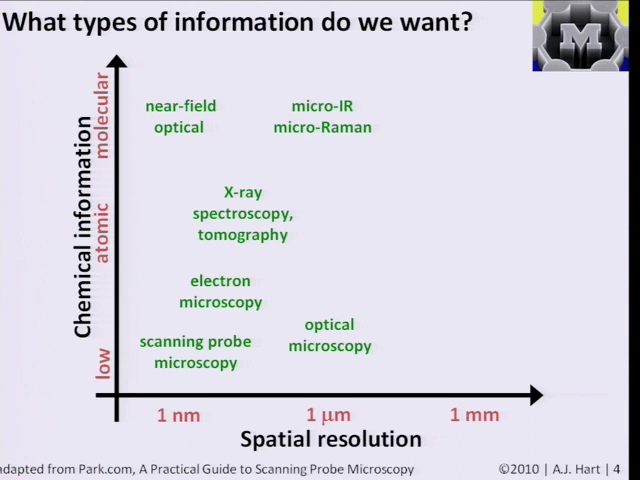 What types of information do we want?
M
Chemical information
molecular
atomic
low
near-field
optical
micro-IR
micro-Raman
X-ray
spectroscopy,
tomography
electron
microscopy
optical
microscopy
scanning probe
microscopy
1 nm
1 μm
1 mm
Spatial resolution
adapted from Park.com, A Practical Guide to Scanning Probe Microscopy
©2010 | A.J. Hart | 4